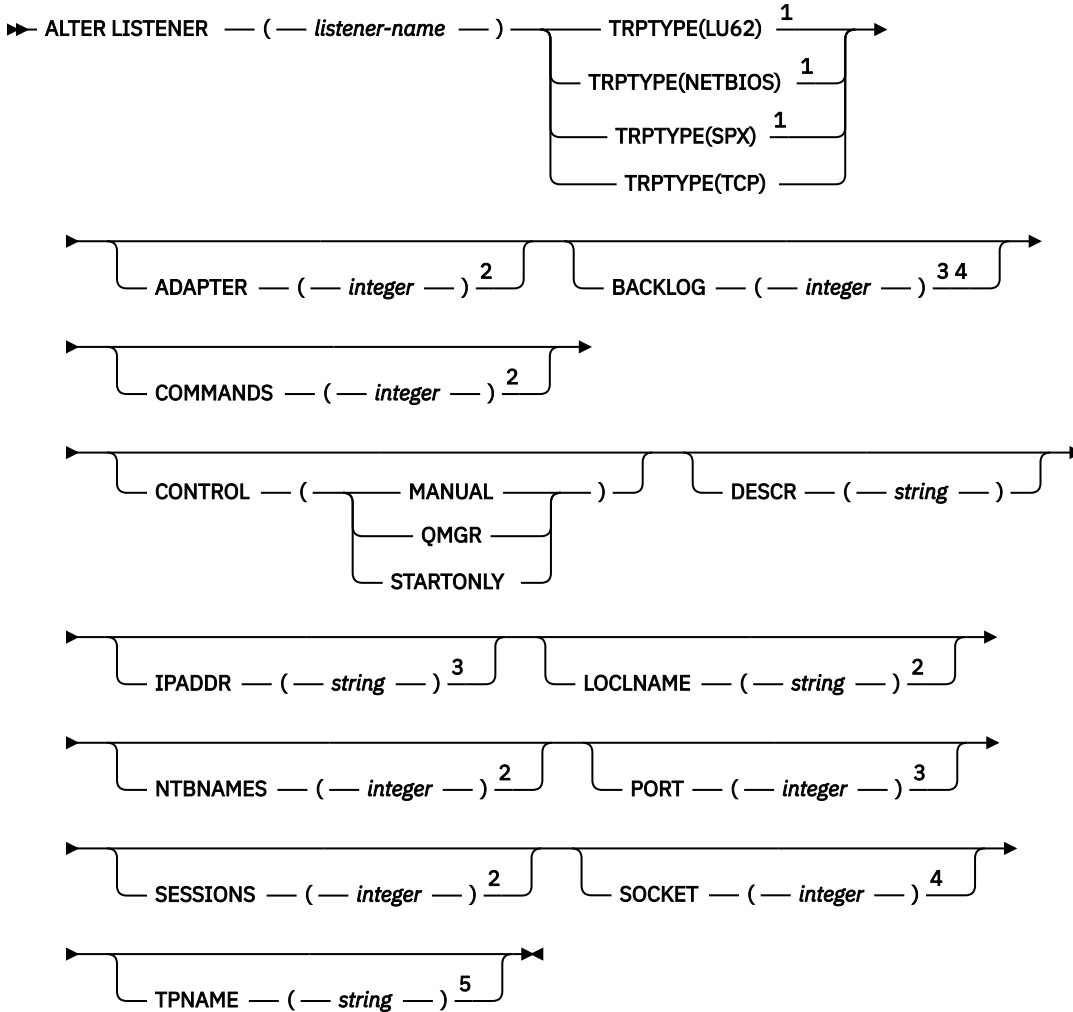 ALTER LISTENER ( listener-name ) TRPTYPE(LU62) 1
TRPTYPE(NETBIOS) 1
TRPTYPE(SPX) 1
TRPTYPE(TCP)
ADAPTER ( integer ) 2 BACKLOG ( integer ) 3 4
COMMANDS ( integer ) 2
CONTROL ( MANUAL ) DESCR ( string )
QMGR
STARTONLY
IPADDR ( string ) 3 LOCLNAME ( string ) 2
NTBNAMES ( integer ) 2 PORT ( integer ) 3
SESSIONS ( integer ) 2 SOCKET ( integer ) 4
TPNAME ( string ) 5